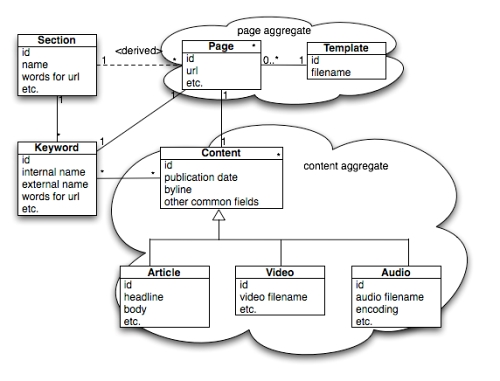 page aggregate
Section
id
name
words for url
etc.
1
<derived>
*
Page *
id
url
etc.
0..*
1
Template
id
filename
1
*
1
1
1
1
Keyword
id
internal name
external name
words for url
etc.
*
*
Content *
id
publication date
byline
other common fields
content aggregate
Article
id
headline
body
etc.
Video
id
video filename
etc.
Audio
id
audio filename
encoding
etc.